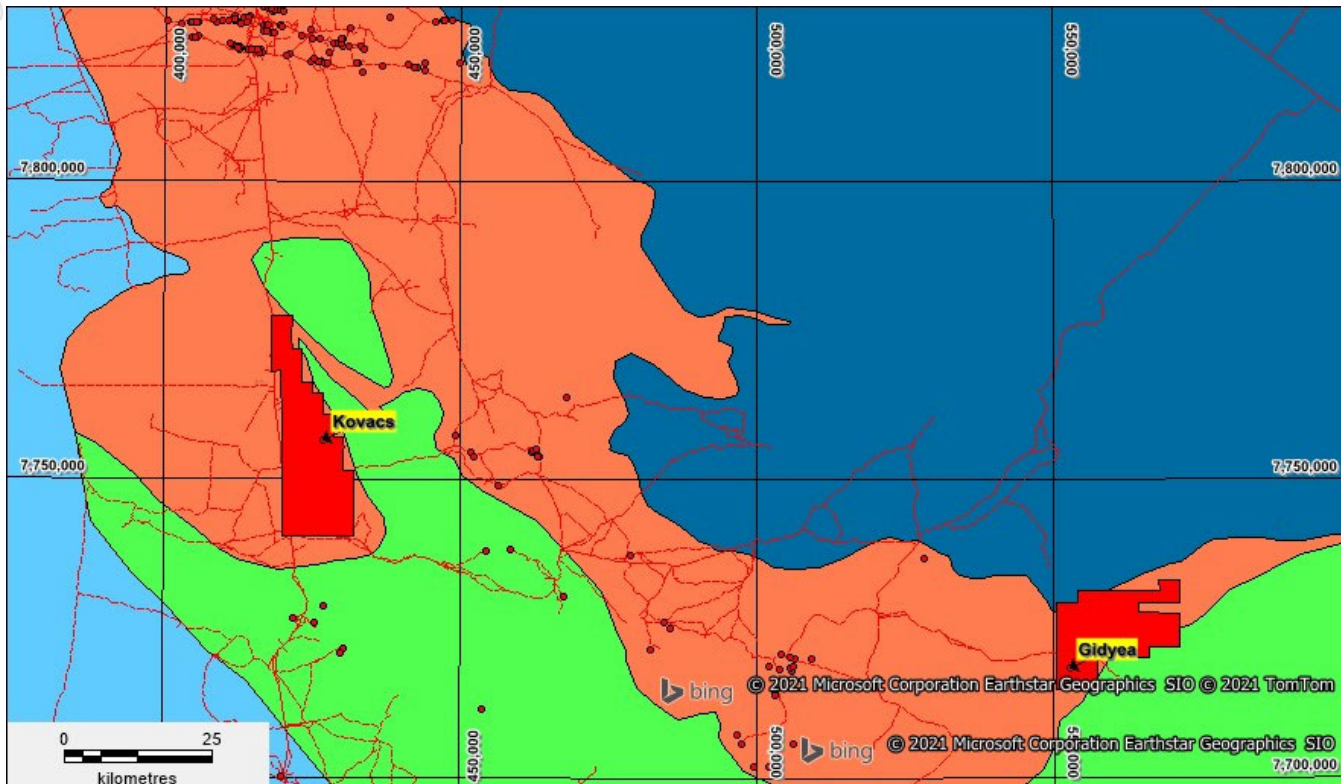 400,000
450,000
500,000
550,000
7,800,000
7,800,000
Kovacs
7,750,000
7,750,000
Gidyea
bing
© 2021 Microsoft Corporation Earthstar Geographics SIO © 2021 TomTom
0 25
kilometres
450,000
500,000
bing
© 2021 Microsoft Corporation Earthstar Geographics SIO
7,700,000